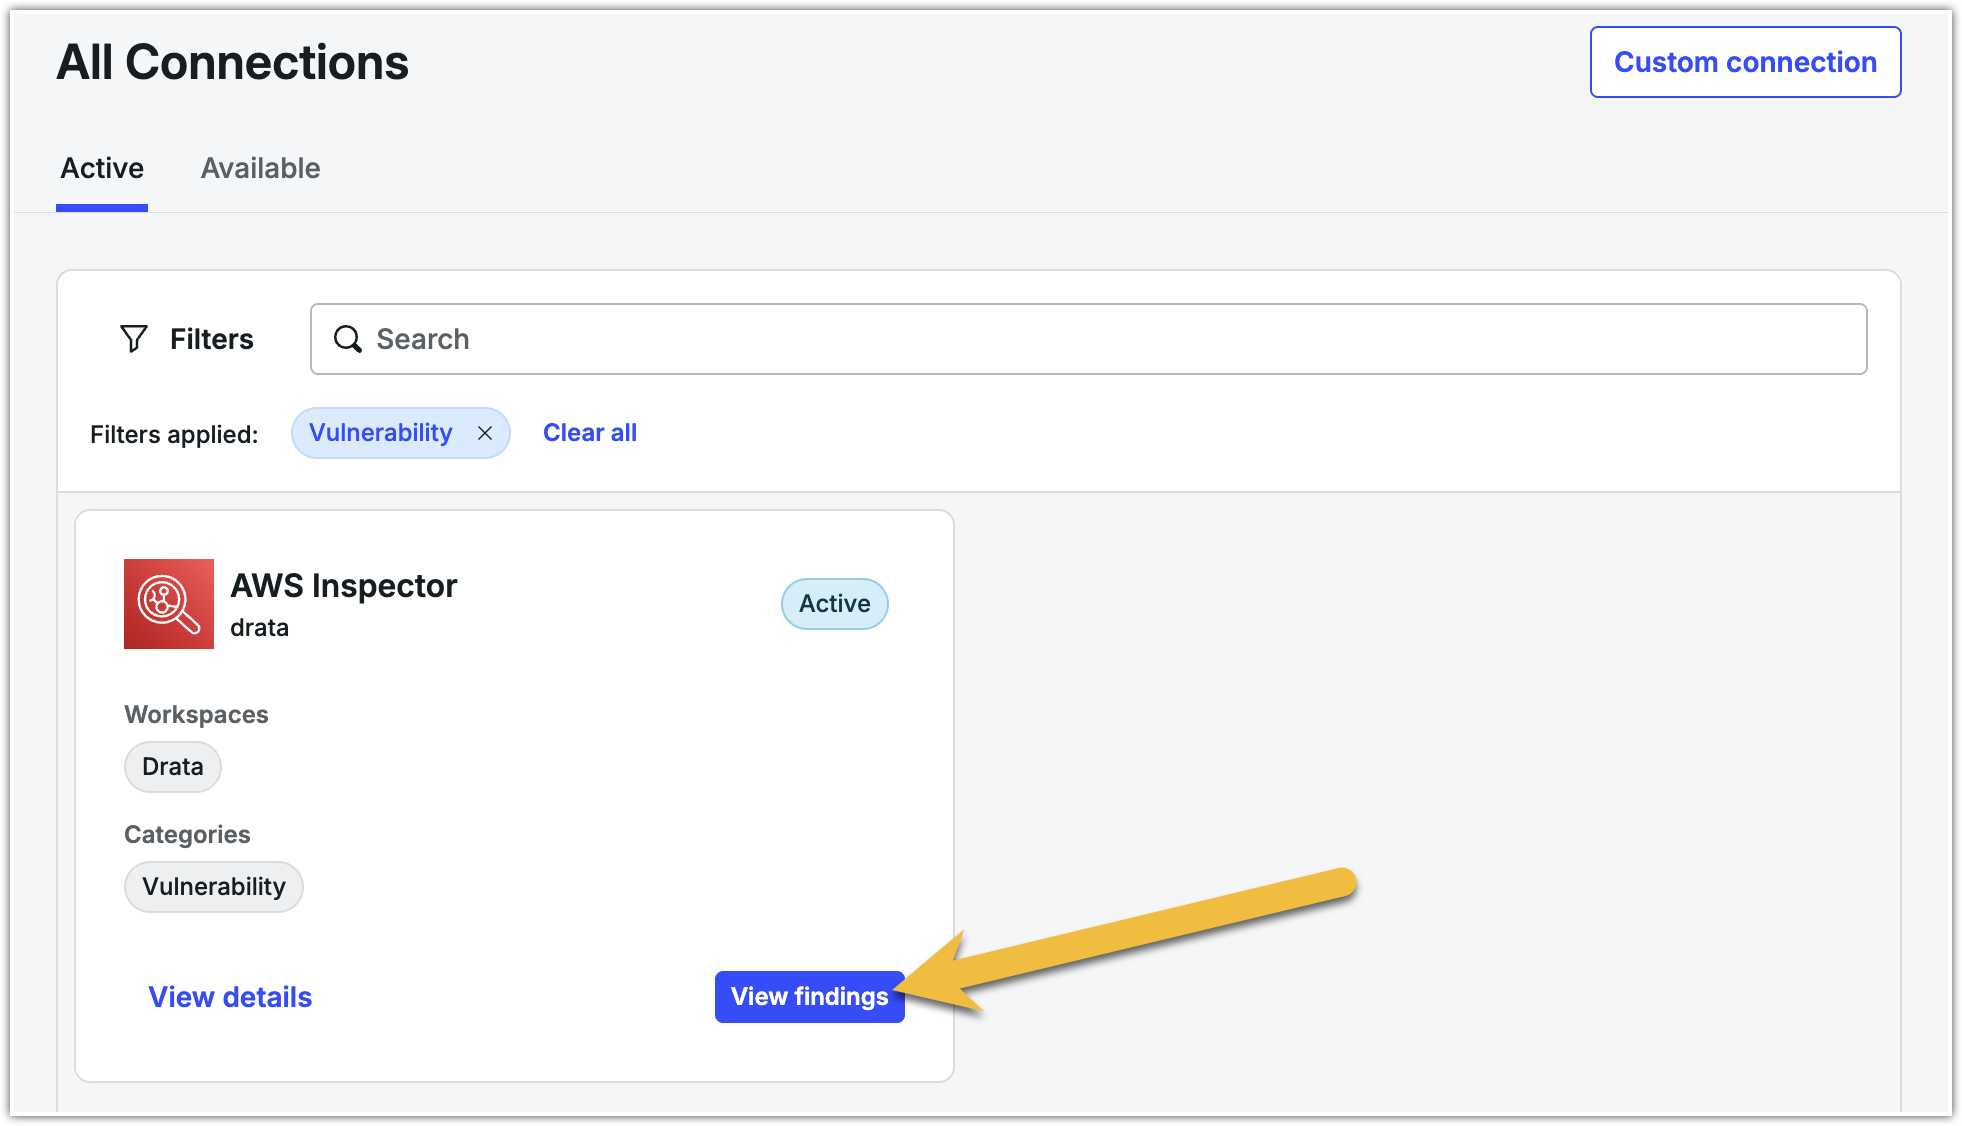 All Connections
Custom connection
Active
Available
Filters
Search
Filters applied:
Vulnerability
Clear all
AWS Inspector
drata
Active
Workspaces
Drata
Categories
Vulnerability
View details
View findings